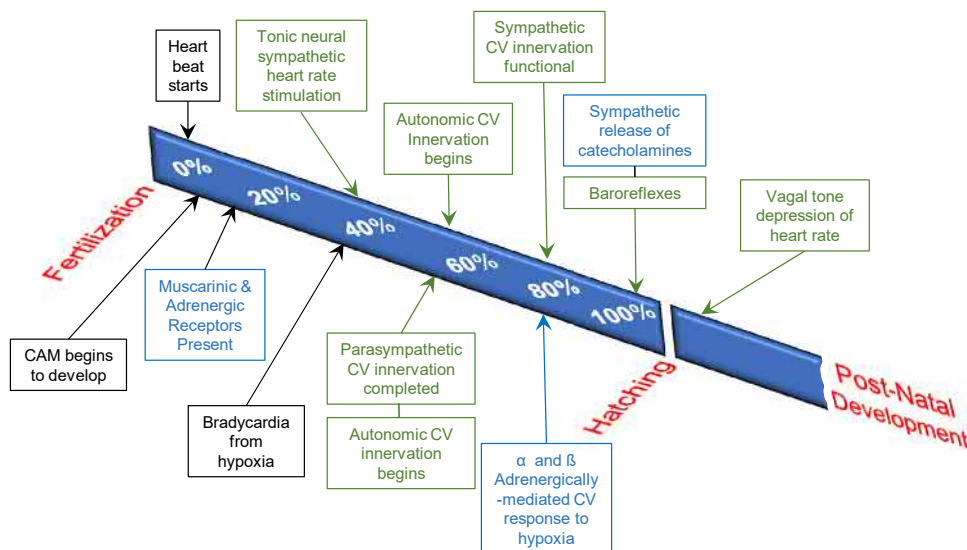 Heart
beat
starts
Tonic neural
sympathetic
heart rate
stimulation
Autonomic CV
Innervation
begins
Sympathetic
CV innervation
functional
Sympathetic
release of
catecholamines
Baroreflexes
Vagal tone
depression of
heart rate
0%
20%
40%
60%
80%
100%
Fertilization
Hatching
Post-Natal
Development
CAM begins
to develop
Muscarinic &
Adrenergic
Receptors
Present
Bradycardia
from
hypoxia
Parasympathetic
CV innervation
completed
Autonomic CV
innervation
begins
α and ß
Adrenergically
-mediated CV
response to
hypoxia